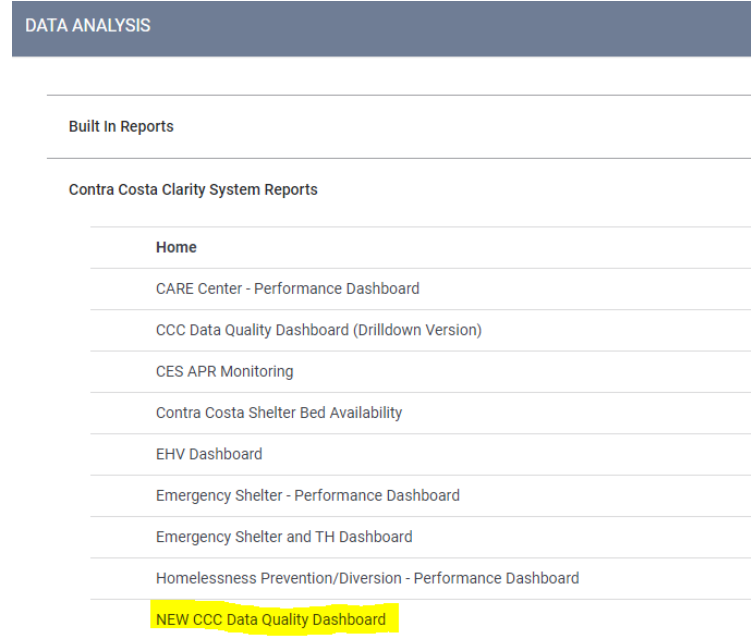 DATA ANALYSIS
Built In Reports
Contra Costa Clarity System Reports
Home
CARE Center - Performance Dashboard
CCC Data Quality Dashboard (Drilldown Version)
CES APR Monitoring
Contra Costa Shelter Bed Availability
EHV Dashboard
Emergency Shelter - Performance Dashboard
Emergency Shelter and TH Dashboard
Homelessness Prevention/Diversion - Performance Dashboard
NEW CCC Data Quality Dashboard